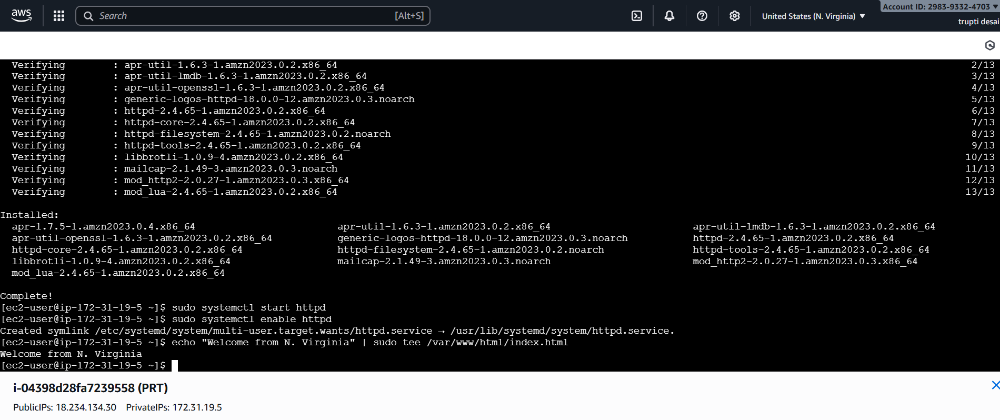 aws
Search [Alt+S] United States (N. Virginia) ▼ Account ID: 2983-9332-4703 ▼
trupti desai
Verifying : apr-util-1.6.3-1.amzn2023.0.2.x86_64 2/13
Verifying : apr-util-lmdb-1.6.3-1.amzn2023.0.2.x86_64 3/13
Verifying : apr-util-openssl-1.6.3-1.amzn2023.0.2.x86_64 4/13
Verifying : generic-logos-httpd-18.0.0-12.amzn2023.0.3.noarch 5/13
Verifying : httpd-2.4.65-1.amzn2023.0.2.x86_64 6/13
Verifying : httpd-core-2.4.65-1.amzn2023.0.2.x86_64 7/13
Verifying : httpd-filesystem-2.4.65-1.amzn2023.0.2.noarch 8/13
Verifying : httpd-tools-2.4.65-1.amzn2023.0.2.x86_64 9/13
Verifying : libbrotli-1.0.9-4.amzn2023.0.2.x86_64 10/13
Verifying : mailcap-2.1.49-3.amzn2023.0.3.noarch 11/13
Verifying : mod_http2-2.0.27-1.amzn2023.0.3.x86_64 12/13
Verifying : mod_lua-2.4.65-1.amzn2023.0.2.x86_64 13/13
Installed:
apr-1.7.5-1.amzn2023.0.4.x86_64 apr-util-1.6.3-1.amzn2023.0.2.x86_64 apr-util-lmdb-1.6.3-1.amzn2023.0.2.x86_64
apr-util-openssl-1.6.3-1.amzn2023.0.2.x86_64 generic-logos-httpd-18.0.0-12.amzn2023.0.3.noarch httpd-2.4.65-1.amzn2023.0.2.x86_64
httpd-core-2.4.65-1.amzn2023.0.2.x86_64 httpd-filesystem-2.4.65-1.amzn2023.0.2.noarch httpd-tools-2.4.65-1.amzn2023.0.2.x86_64
libbrotli-1.0.9-4.amzn2023.0.2.x86_64 mailcap-2.1.49-3.amzn2023.0.3.noarch mod_http2-2.0.27-1.amzn2023.0.3.x86_64
mod_lua-2.4.65-1.amzn2023.0.2.x86_64
Complete!
[ec2-user@ip-172-31-19-5 ~]$ sudo systemctl start httpd
[ec2-user@ip-172-31-19-5 ~]$ sudo systemctl enable httpd
Created symlink /etc/systemd/system/multi-user.target.wants/httpd.service → /usr/lib/systemd/system/httpd.service.
[ec2-user@ip-172-31-19-5 ~]$ echo "Welcome from N. Virginia" | sudo tee /var/www/html/index.html
Welcome from N. Virginia
[ec2-user@ip-172-31-19-5 ~]$
i-04398d28fa7239558 (PRT)
PublicIPs: 18.234.134.30 PrivateIPs: 172.31.19.5